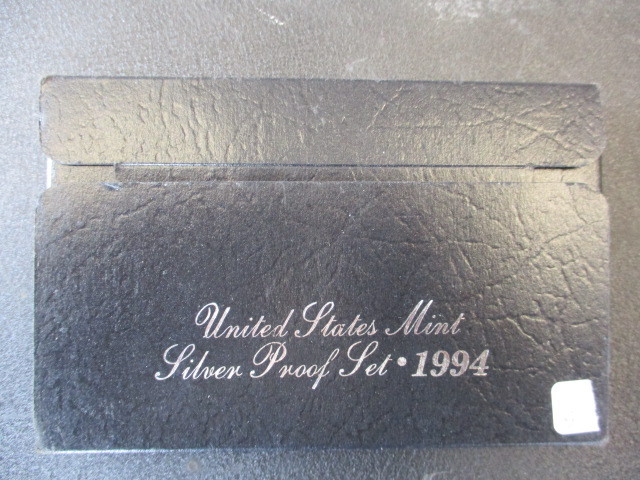 United States Mint
Silver Proof Set • 1994